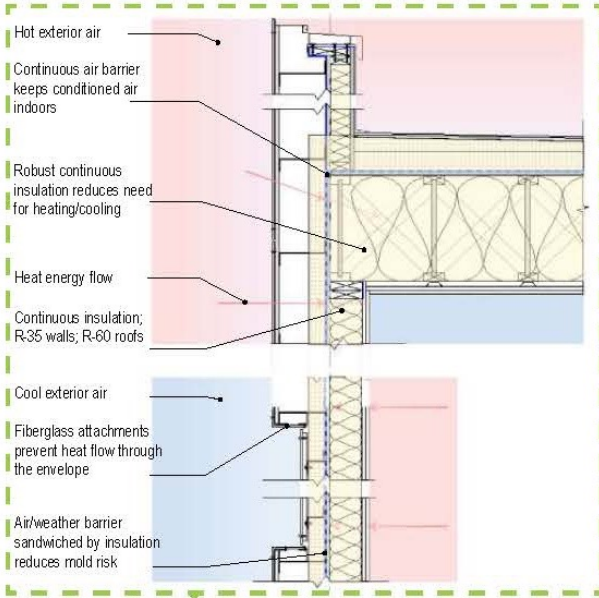 Hot exterior air
Continuous air barrier
keeps conditioned air
indoors
Robust continuous
insulation reduces need
for heating/cooling
Heat energy flow
Continuous insulation;
R-35 walls; R-60 roofs
Cool exterior air
Fiberglass attachments
prevent heat flow through
the envelope
Air/weather barrier
sandwiched by insulation
reduces mold risk